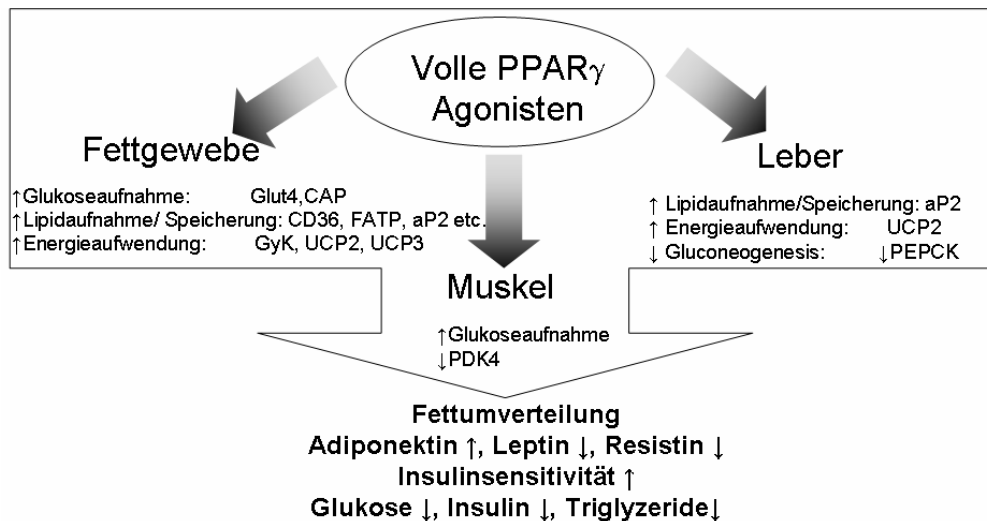 Volle PPARγ
Agonisten
Fettgewebe
↑Glukoseaufnahme: Glut4,CAP
↑Lipidaufnahme/ Speicherung: CD36, FATP, aP2 etc.
↑Energieaufwendung: GyK, UCP2, UCP3
Leber
↑ Lipidaufnahme/Speicherung: aP2
↑ Energieaufwendung: UCP2
↓ Gluconeogenesis: ↓PEPCK
Muskel
↑Glukoseaufnahme
↓PDK4
Fettumverteilung
Adiponektin ↑, Leptin ↓, Resistin ↓
Insulinsensitivität ↑
Glukose ↓, Insulin ↓, Triglyzeride↓